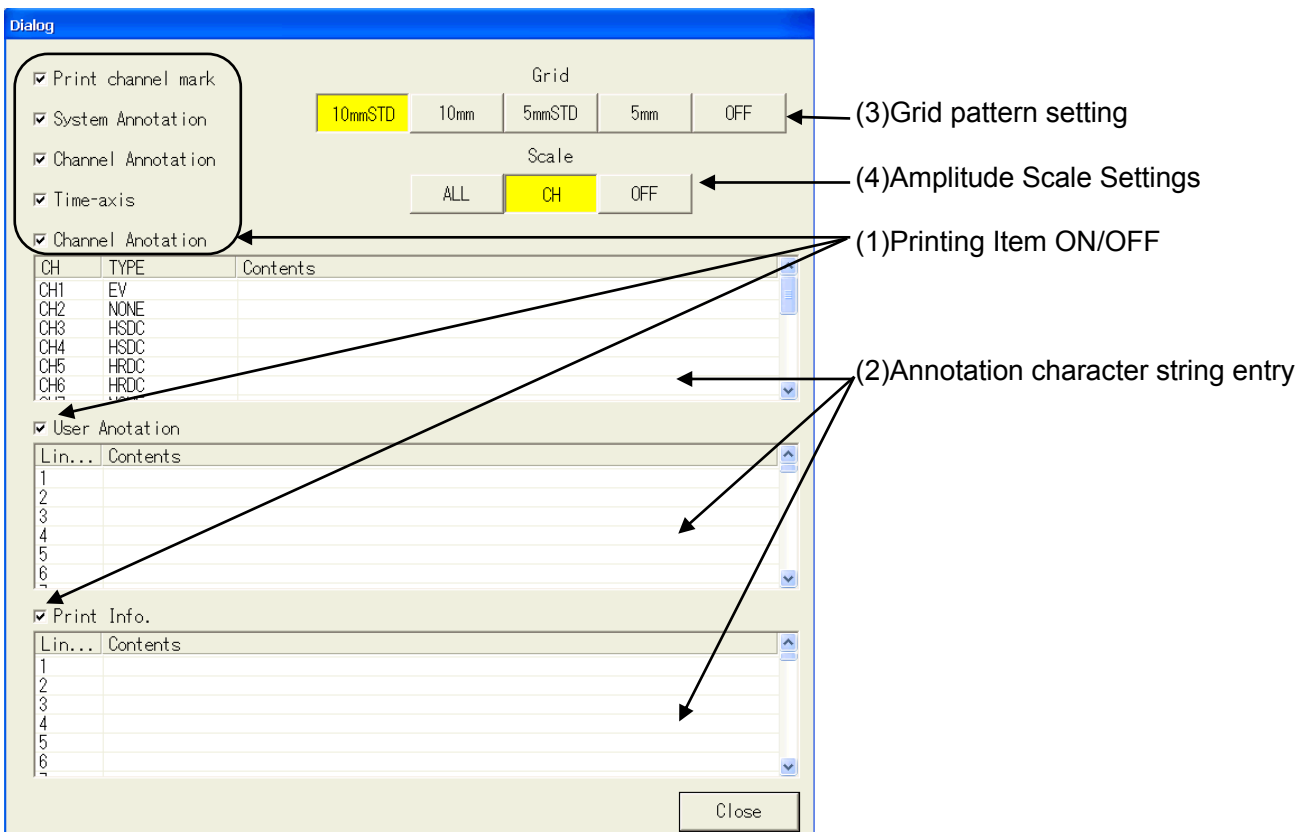 Dialog
Print channel mark
Grid
10mmSTD 10mm 5mmSTD 5mm OFF
(3)Grid pattern setting
System Annotation
Channel Annotation
Scale
(4)Amplitude Scale Settings
Time-axis
ALL CH OFF
Channel Anotation
(1)Printing Item ON/OFF
CH TYPE Contents
CH1 EV
CH2 NONE
CH3 HSDC
CH4 HSDC
CH5 HRDC
CH6 HRDC
(2)Annotation character string entry
User Anotation
Lin... Contents
1
2
3
4
5
6
Print Info.
Lin... Contents
1
2
3
4
5
6
Close